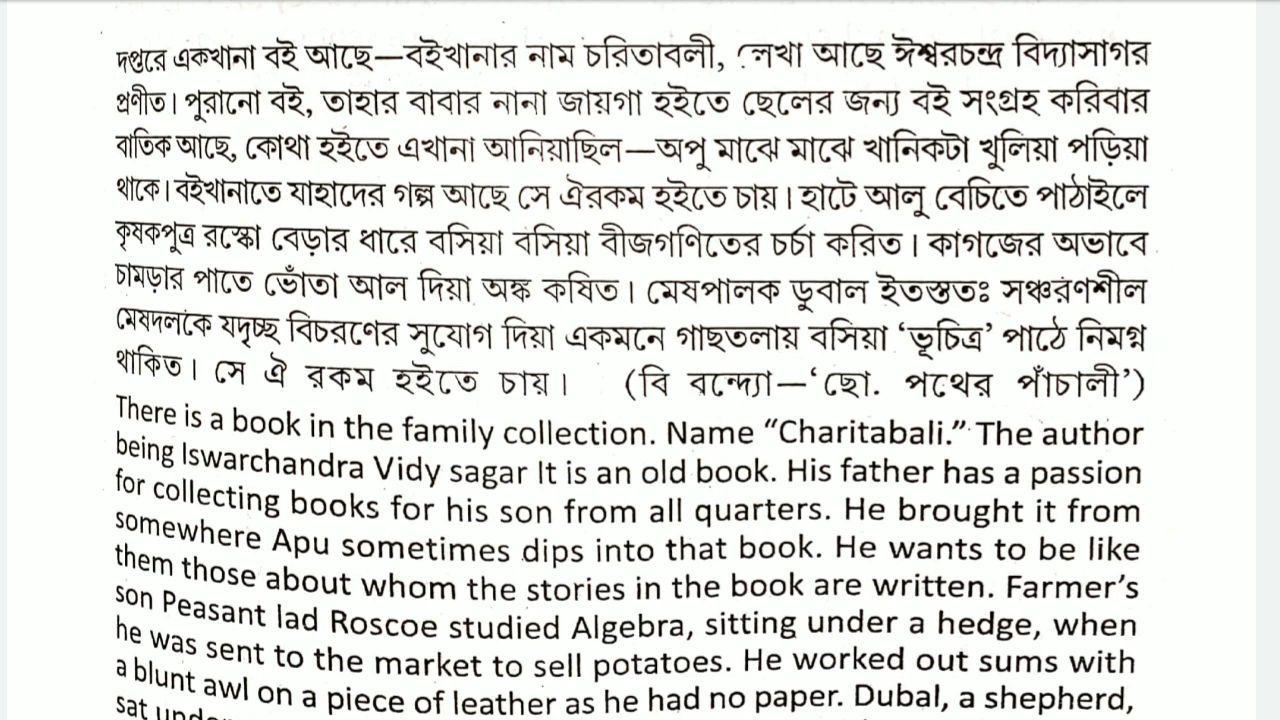 দপ্তরে একখানা বই আছে—বইখানার নাম চরিতাবলী, লেখা আছে ঈশ্বরচন্দ্র বিদ্যাসাগর
প্রণীত। পুরানো বই, তাহার বাবার নানা জায়গা হইতে ছেলের জন্য বই সংগ্রহ করিবার
বাতিক আছে, কোথা হইতে এখানা আনিয়াছিল—অপু মাঝে মাঝে খানিকটা খুলিয়া পড়িয়া
থাকে। বইখানাতে যাহাদের গল্প আছে সে ঐরকম হইতে চায়। হাটে আলু বেচিতে পাঠাইলে
কৃষকপুত্র রস্কো বেড়ার ধারে বসিয়া বসিয়া বীজগণিতের চর্চা করিত। কাগজের অভাবে
চামড়ার পাতে ভোঁতা আল দিয়া অঙ্ক কষিত। মেষপালক ডুবাল ইতস্ততঃ সঞ্চরণশীল
মেষদলকে যদৃচ্ছ বিচরণের সুযোগ দিয়া একমনে গাছতলায় বসিয়া ‘ভূচিত্র’ পাঠে নিমগ্ন
থাকিত। সে ঐ রকম হইতে চায়। (বি বন্দ্যো—‘ছো. পথের পাঁচালী’)
There is a book in the family collection. Name “Charitabali.” The author
being Iswarchandra Vidy sagar It is an old book. His father has a passion
for collecting books for his son from all quarters. He brought it from
somewhere Apu sometimes dips into that book. He wants to be like
them those about whom the stories in the book are written. Farmer’s
son Peasant lad Roscoe studied Algebra, sitting under a hedge, when
he was sent to the market to sell potatoes. He worked out sums with
a blunt awl on a piece of leather as he had no paper. Dubal, a shepherd,
sat